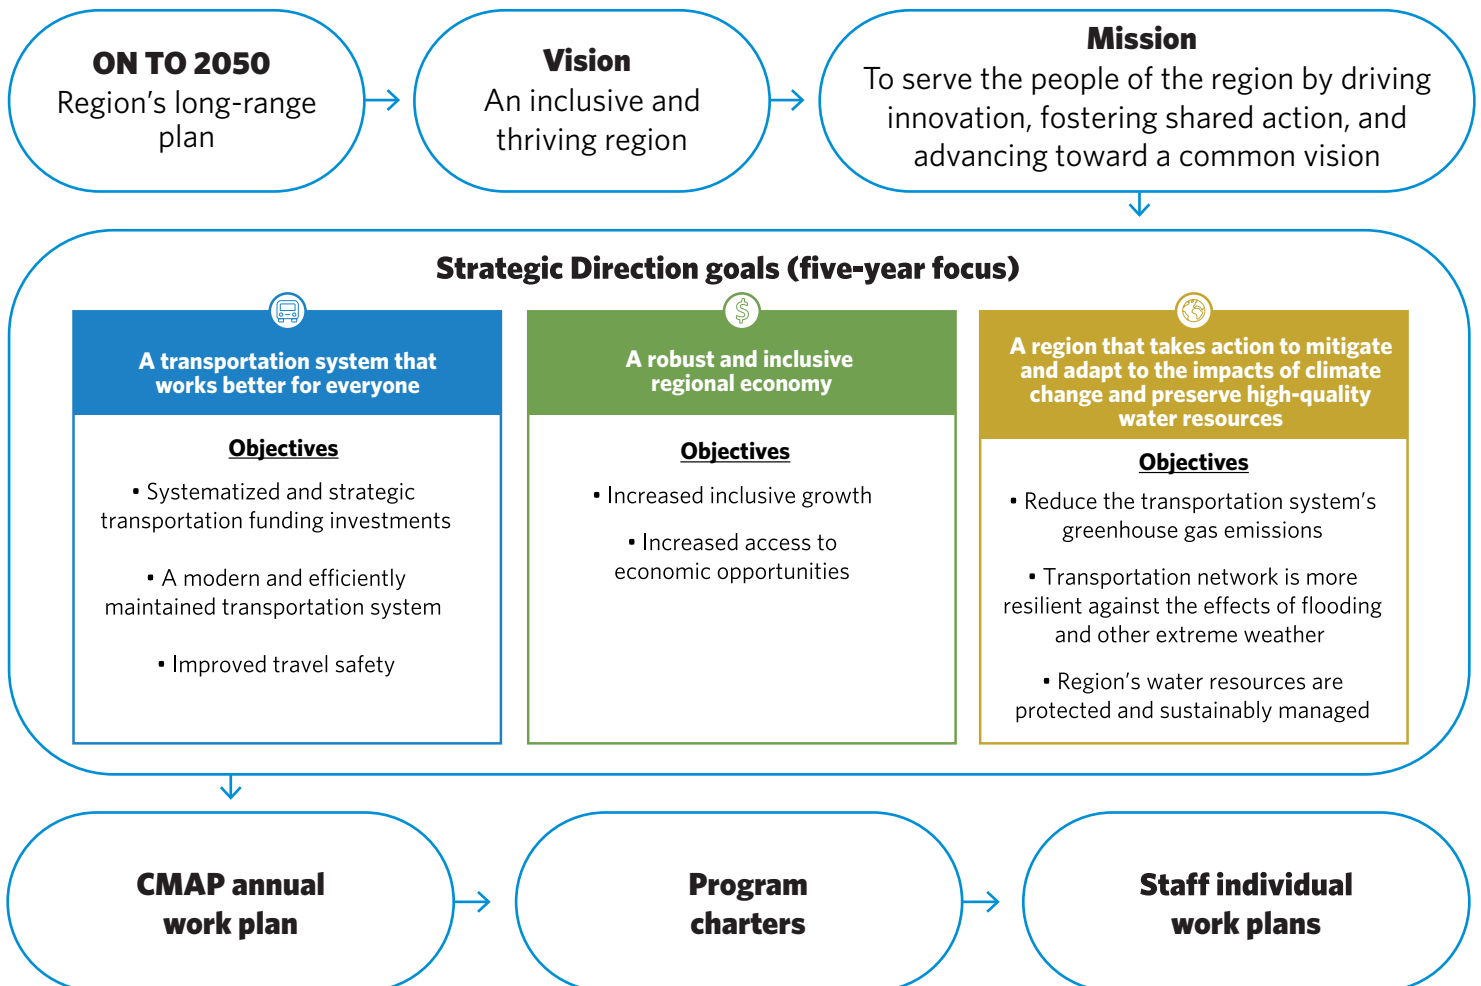 ON TO 2050
Region's long-range
plan
Vision
An inclusive and
thriving region
Mission
To serve the people of the region by driving
innovation, fostering shared action, and
advancing toward a common vision
Strategic Direction goals (five-year focus)
A transportation system that
works better for everyone
Objectives
• Systematized and strategic
transportation funding investments
• A modern and efficiently
maintained transportation system
• Improved travel safety
$
A robust and inclusive
regional economy
Objectives
• Increased inclusive growth
• Increased access to
economic opportunities
A region that takes action to mitigate
and adapt to the impacts of climate
change and preserve high-quality
water resources
Objectives
• Reduce the transportation system's
greenhouse gas emissions
• Transportation network is more
resilient against the effects of flooding
and other extreme weather
• Region's water resources are
protected and sustainably managed
CMAP annual
work plan
Program
charters
Staff individual
work plans